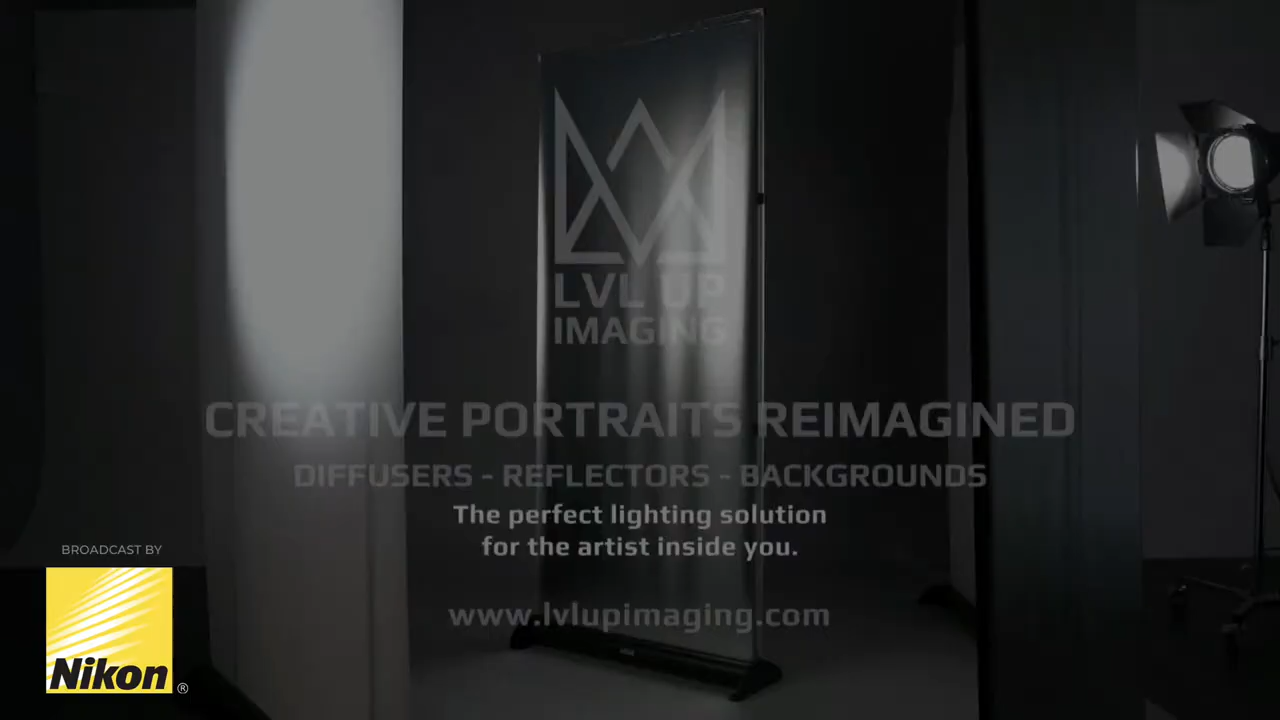 LVL UP
IMAGING
CREATIVE PORTRAITS REIMAGINED
DIFFUSERS - REFLECTORS - BACKGROUNDS
The perfect lighting solution
for the artist inside you.
www.lvlupimaging.com
BROADCAST BY
Nikon®